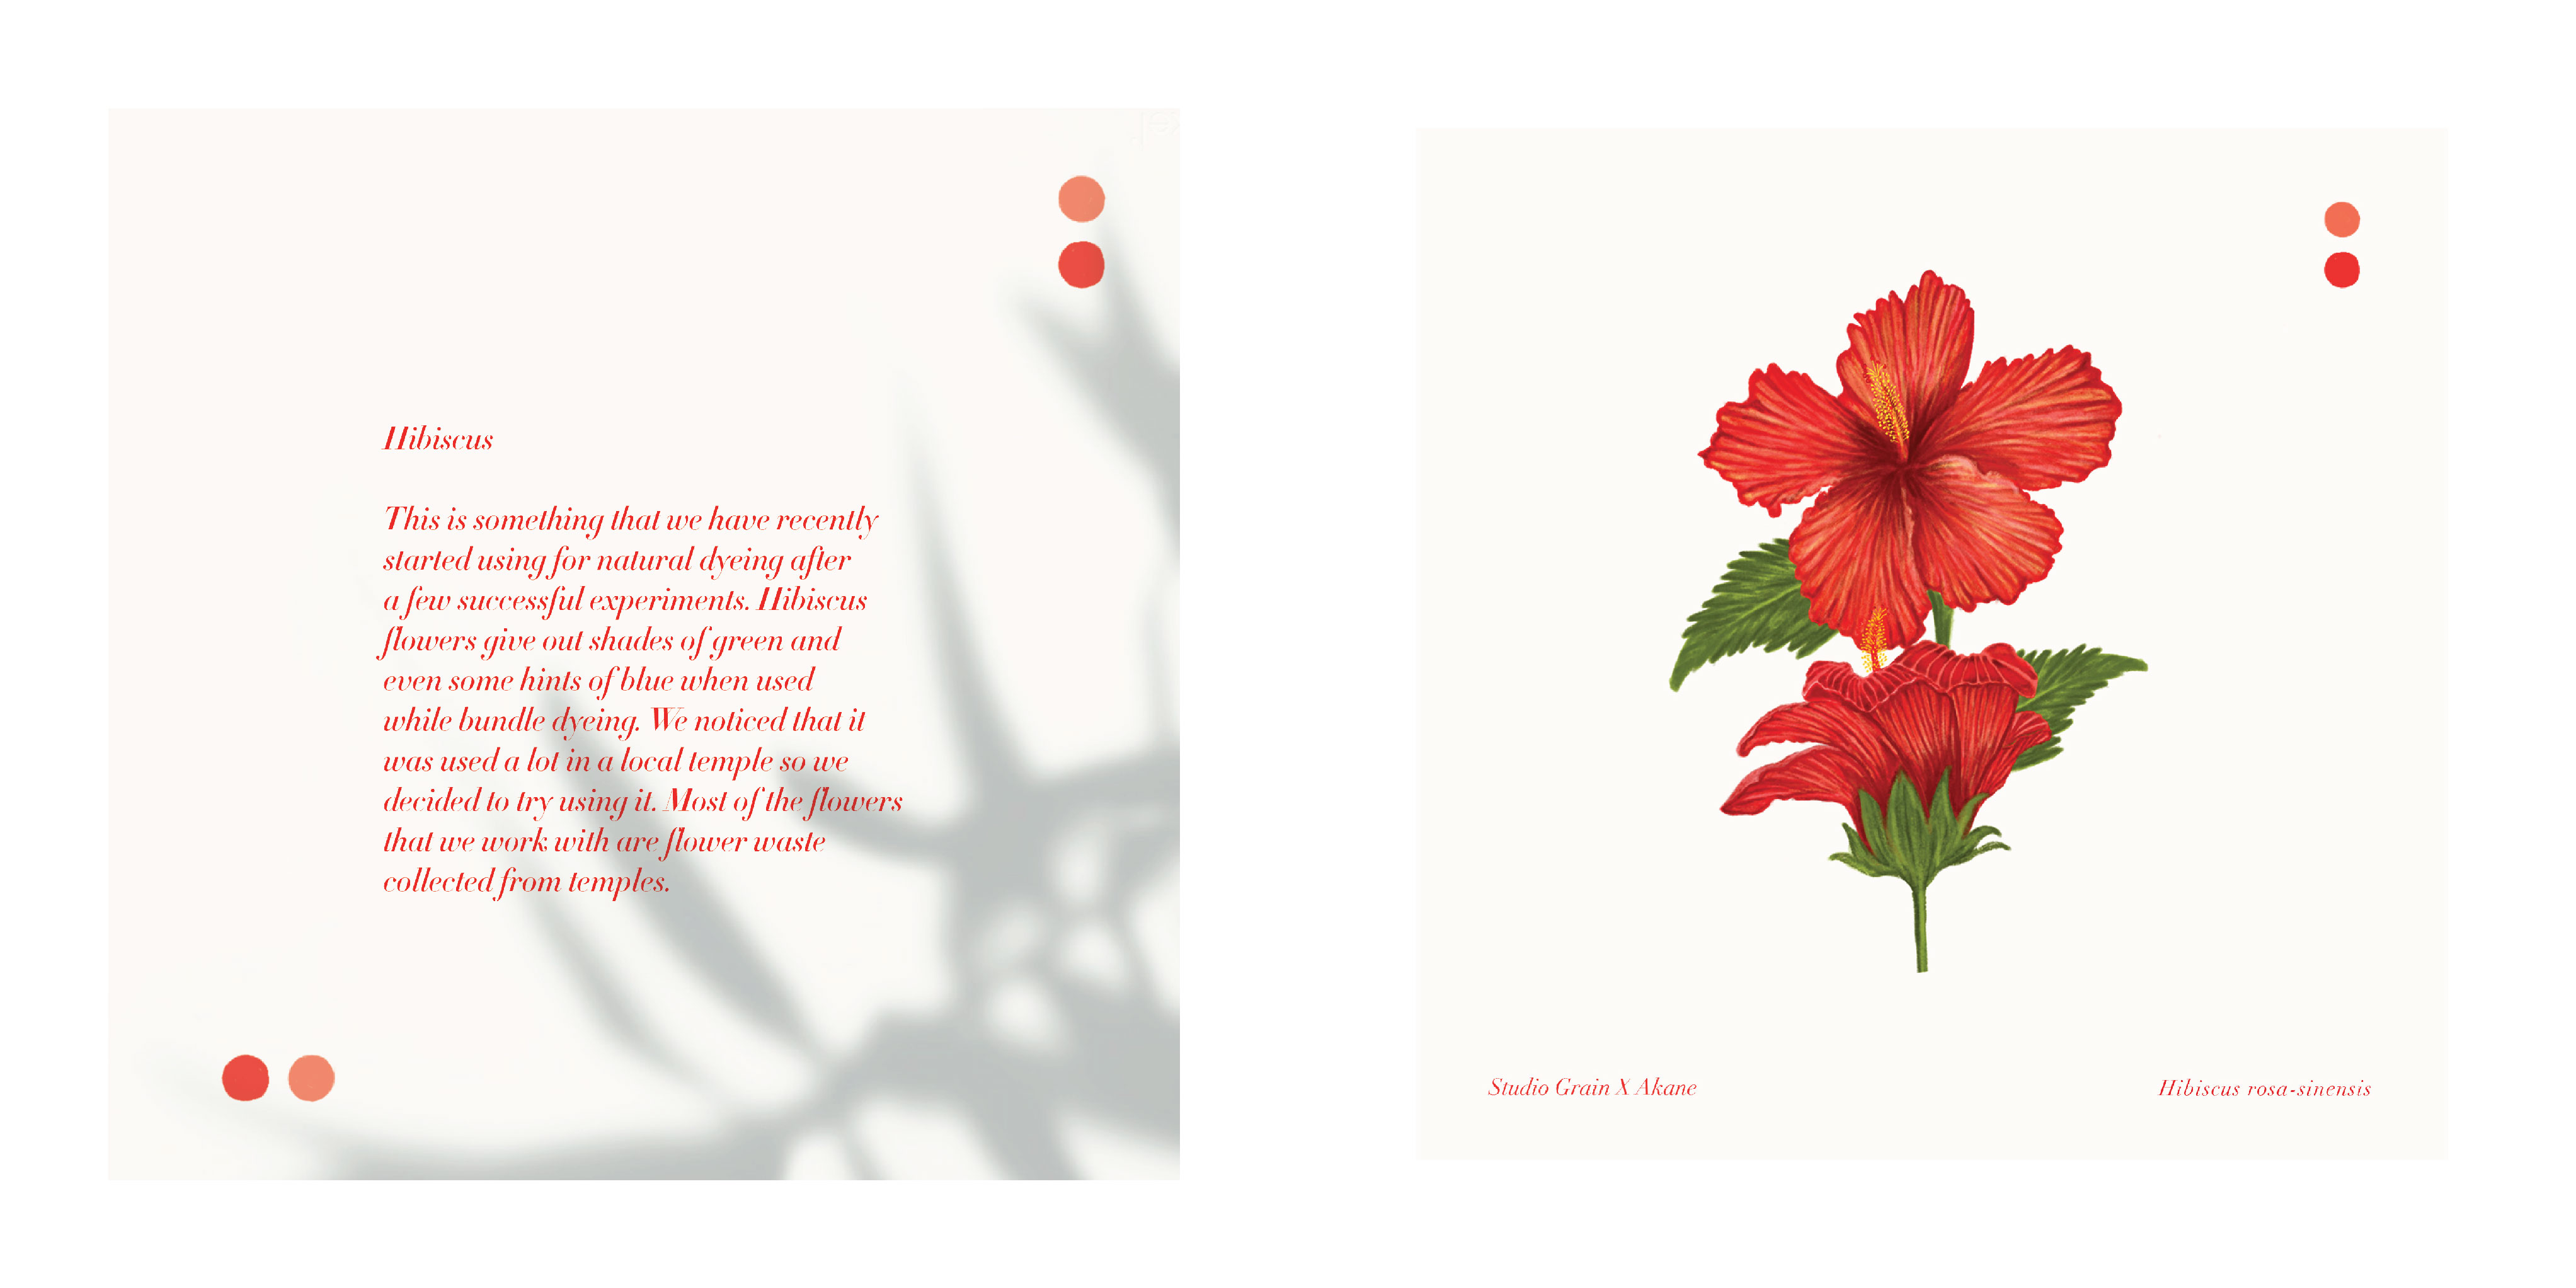 Hibiscus
This is something that we have recently
started using for natural dyeing after
a few successful experiments. Hibiscus
flowers give out shades of green and
even some hints of blue when used
while bundle dyeing. We noticed that it
was used a lot in a local temple so we
decided to try using it. Most of the flowers
that we work with are flower waste
collected from temples.
Studio Grain X Akane
Hibiscus rosa-sinensis